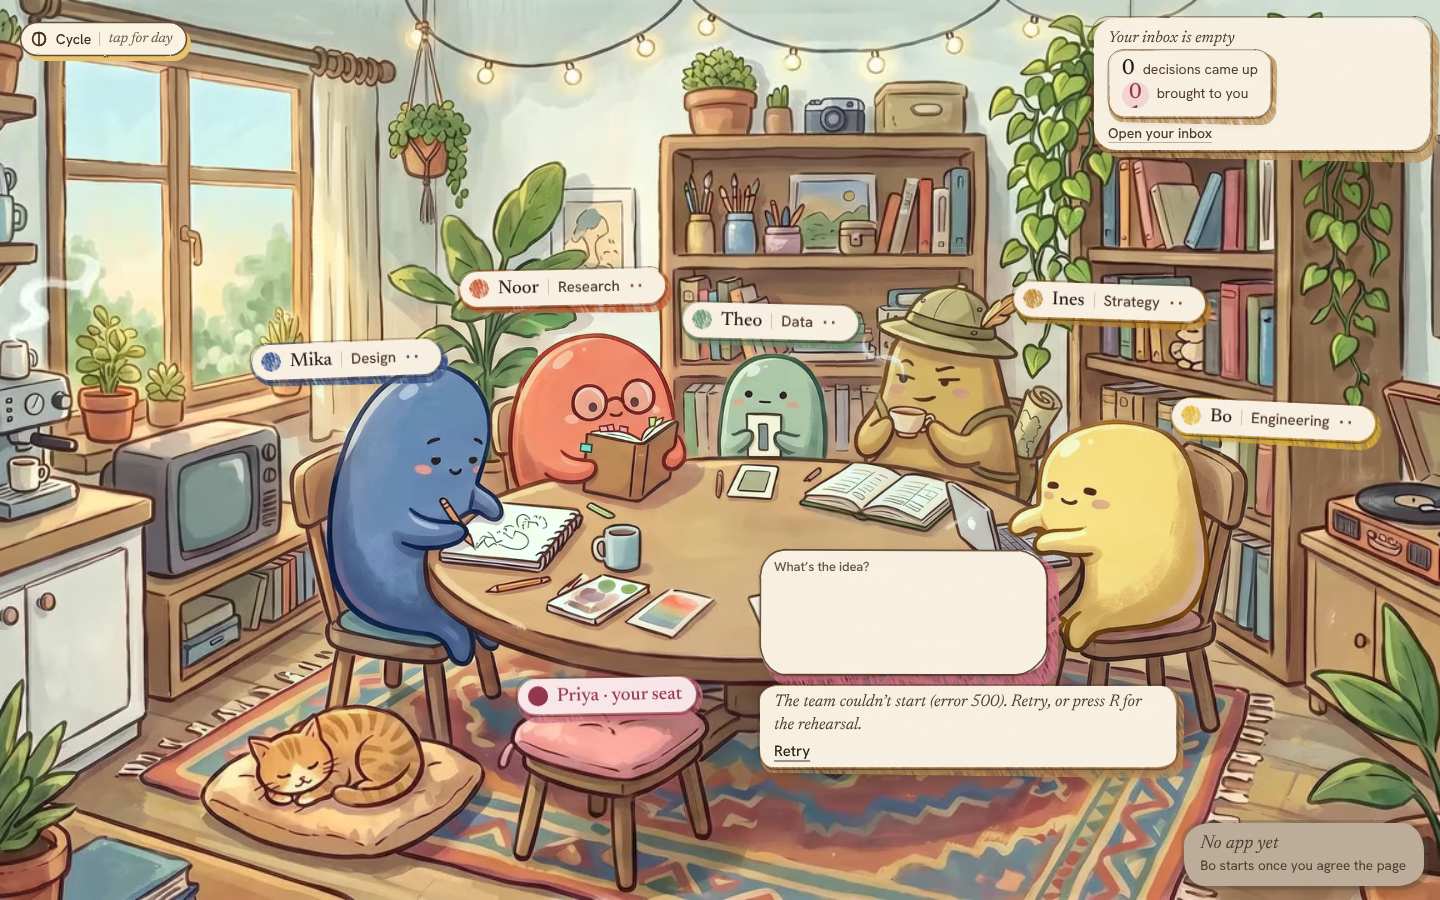 Cycle | tap for day
Your inbox is empty
0 decisions came up
0 brought to you
Open your inbox
Noor | Research
Ines | Strategy
Theo | Data
Mika | Design
Bo | Engineering
What's the idea?
Priya · your seat
The team couldn't start (error 500). Retry, or press R for
the rehearsal.
Retry
No app yet
Bo starts once you agree the page